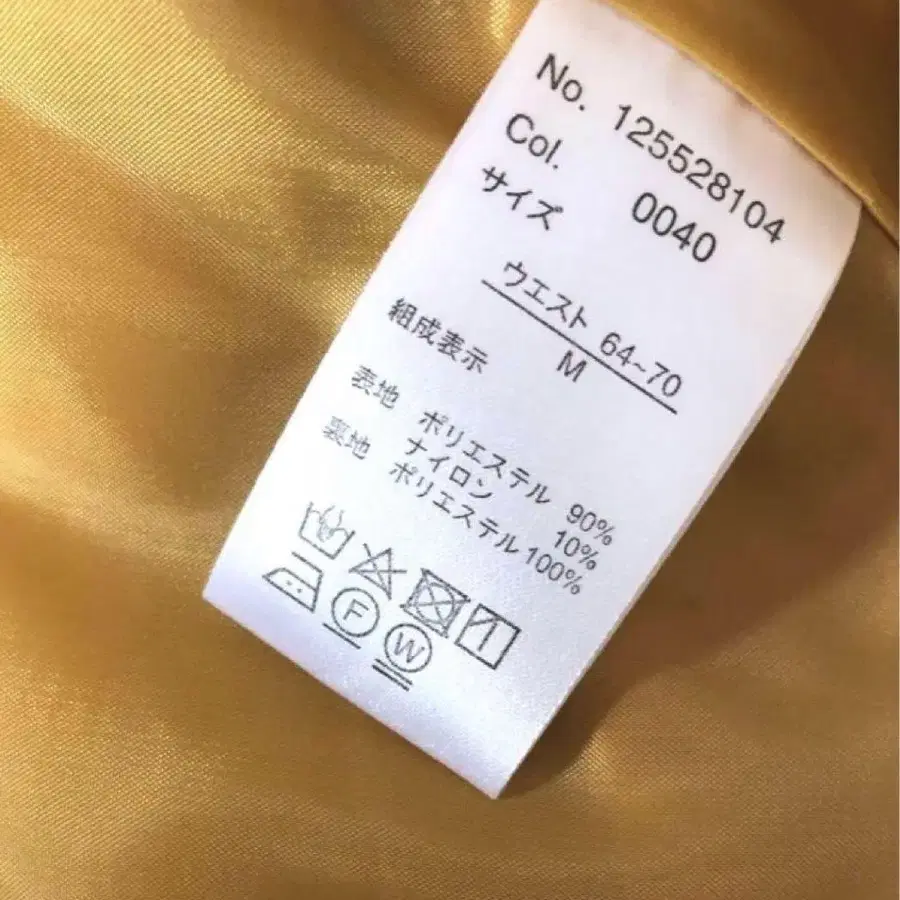 No. 125528104
Col. 0040
サイズ
ウエスト 64~70
M
組成表示
表地 ポリエステル 90%
ナイロン 10%
裏地 ポリエステル 100%
F
W